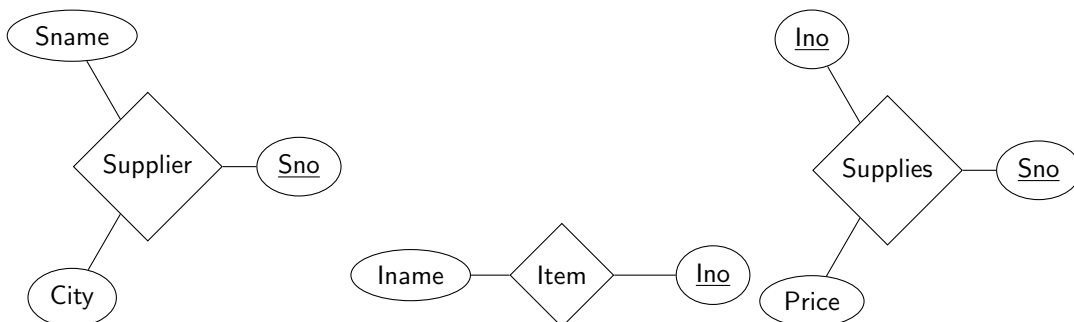 Sname
Supplier
Sno
City
Iname
Item
Ino
Ino
Supplies
Sno
Price